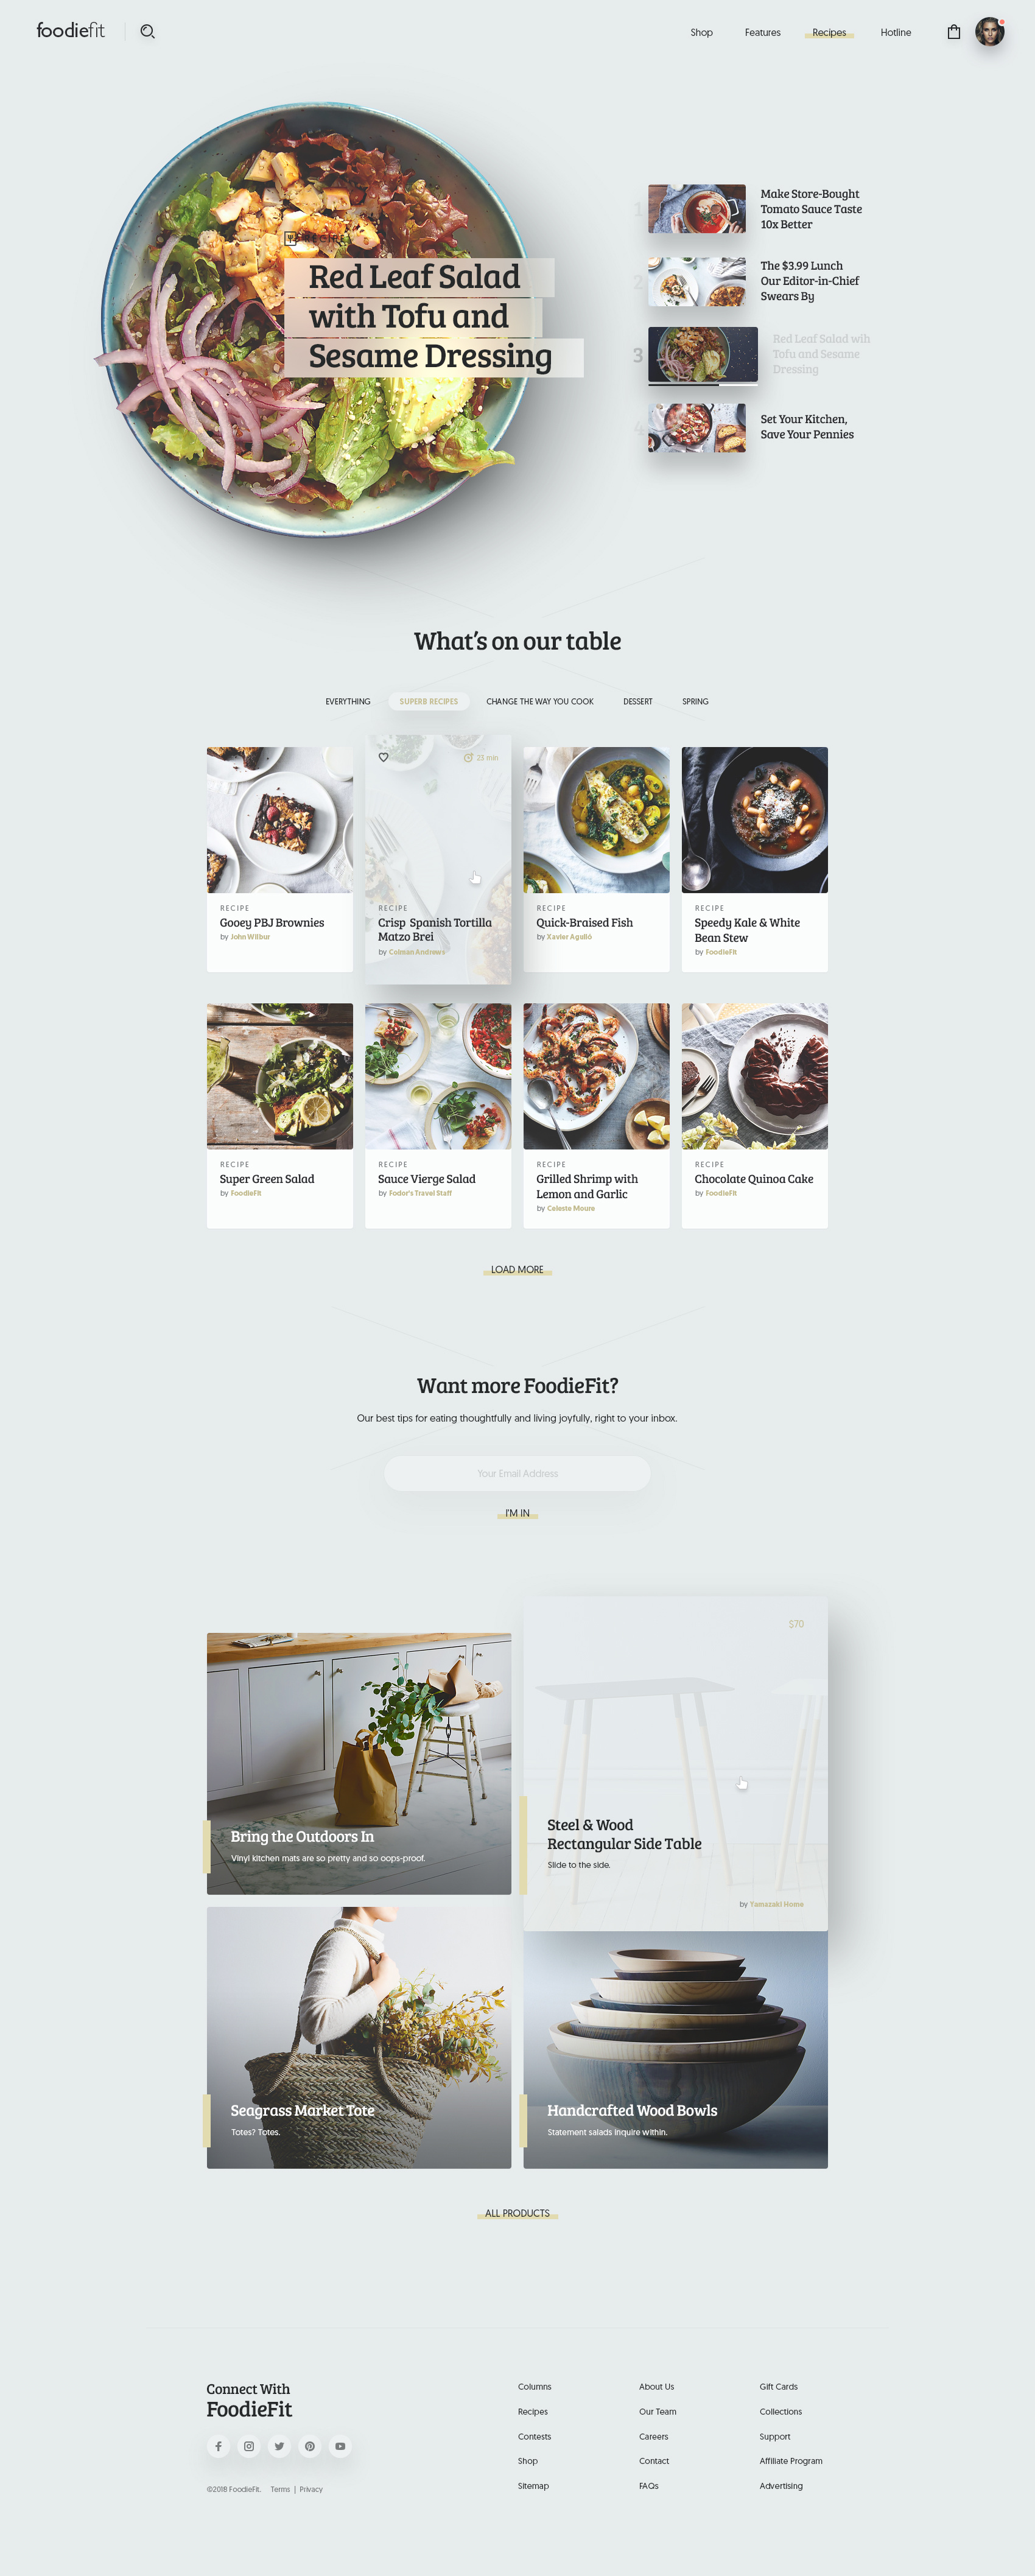 foodiefit
Shop
Features
Recipes
Hotline
RECIPE
Red Leaf Salad
with Tofu and
Sesame Dressing
1
Make Store-Bought
Tomato Sauce Taste
10x Better
2
The $3.99 Lunch
Our Editor-in-Chief
Swears By
3
Red Leaf Salad wih
Tofu and Sesame
Dressing
4
Set Your Kitchen,
Save Your Pennies
What's on our table
EVERYTHING
SUPERB RECIPES
CHANGE THE WAY YOU COOK
DESSERT
SPRING
RECIPE
Gooey PBJ Brownies
by John Wilbur
23 min
RECIPE
Crisp Spanish Tortilla
Matzo Brei
by Colman Andrews
RECIPE
Quick-Braised Fish
by Xavier Agulló
RECIPE
Speedy Kale & White
Bean Stew
by FoodieFit
RECIPE
Super Green Salad
by FoodieFit
RECIPE
Sauce Vierge Salad
by Fodor's Travel Staff
RECIPE
Grilled Shrimp with
Lemon and Garlic
by Celeste Moure
RECIPE
Chocolate Quinoa Cake
by FoodieFit
LOAD MORE
Want more FoodieFit?
Our best tips for eating thoughtfully and living joyfully, right to your inbox.
Your Email Address
I'M IN
Bring the Outdoors In
Vinyl kitchen mats are so pretty and so oops-proof.
$70
Steel & Wood
Rectangular Side Table
Slide to the side.
by Yamazaki Home
Seagrass Market Tote
Totes? Totes.
Handcrafted Wood Bowls
Statement salads inquire within.
ALL PRODUCTS
Connect With
FoodieFit
©2018 FoodieFit. Terms | Privacy
Columns
Recipes
Contests
Shop
Sitemap
About Us
Our Team
Careers
Contact
FAQs
Gift Cards
Collections
Support
Affiliate Program
Advertising